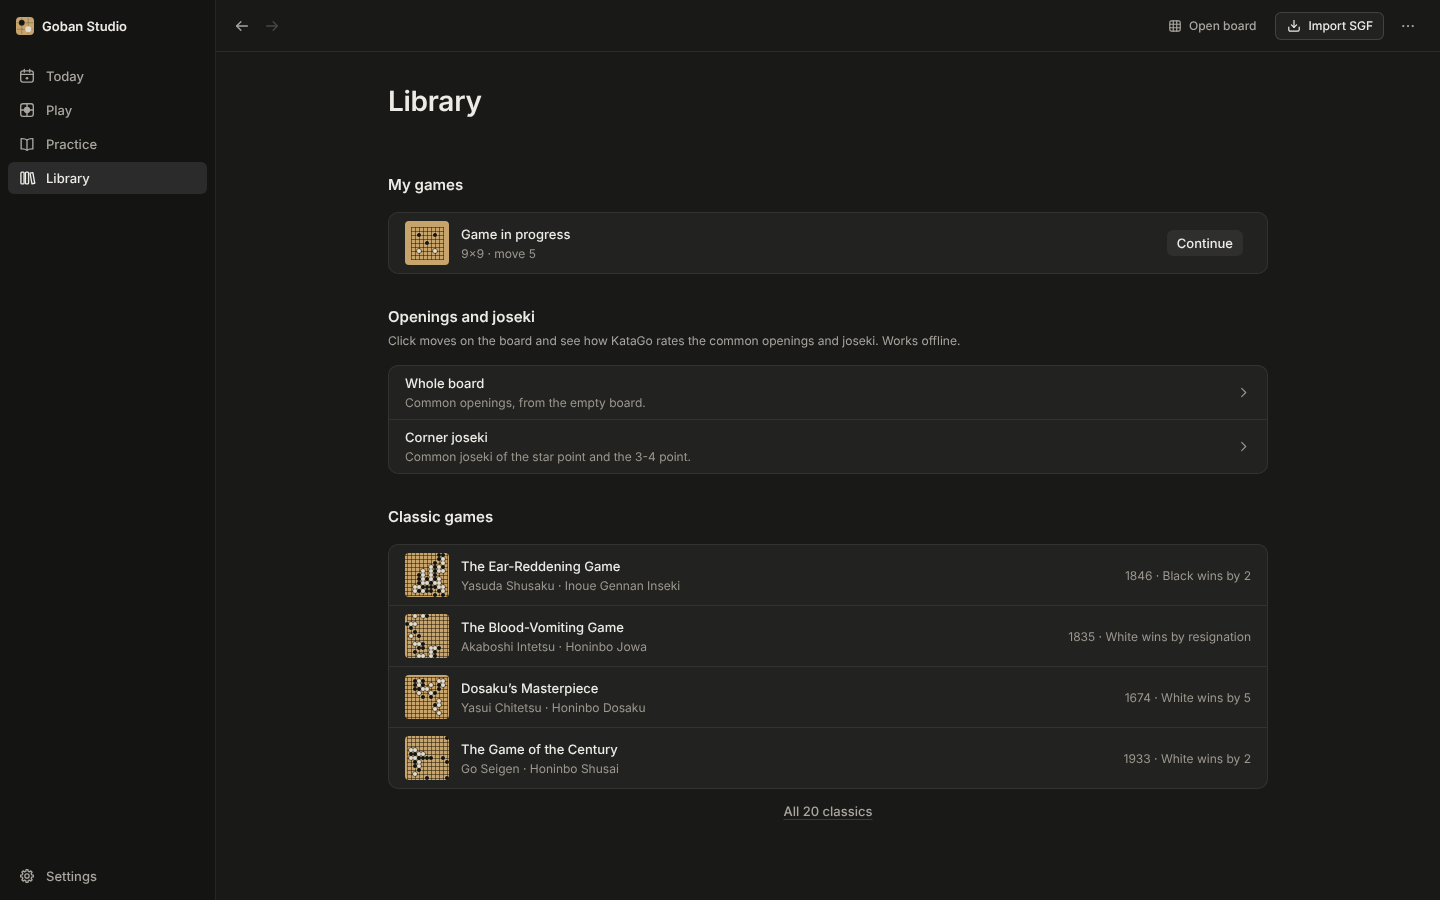 Goban Studio
Open board
Import SGF
Today
Play
Practice
Library
Settings
Library
My games
Game in progress
9×9 · move 5
Continue
Openings and joseki
Click moves on the board and see how KataGo rates the common openings and joseki. Works offline.
Whole board
Common openings, from the empty board.
Corner joseki
Common joseki of the star point and the 3-4 point.
Classic games
The Ear-Reddening Game
Yasuda Shusaku · Inoue Gennan Inseki
1846 · Black wins by 2
The Blood-Vomiting Game
Akaboshi Intetsu · Honinbo Jowa
1835 · White wins by resignation
Dosaku’s Masterpiece
Yasui Chitetsu · Honinbo Dosaku
1674 · White wins by 5
The Game of the Century
Go Seigen · Honinbo Shusai
1933 · White wins by 2
All 20 classics